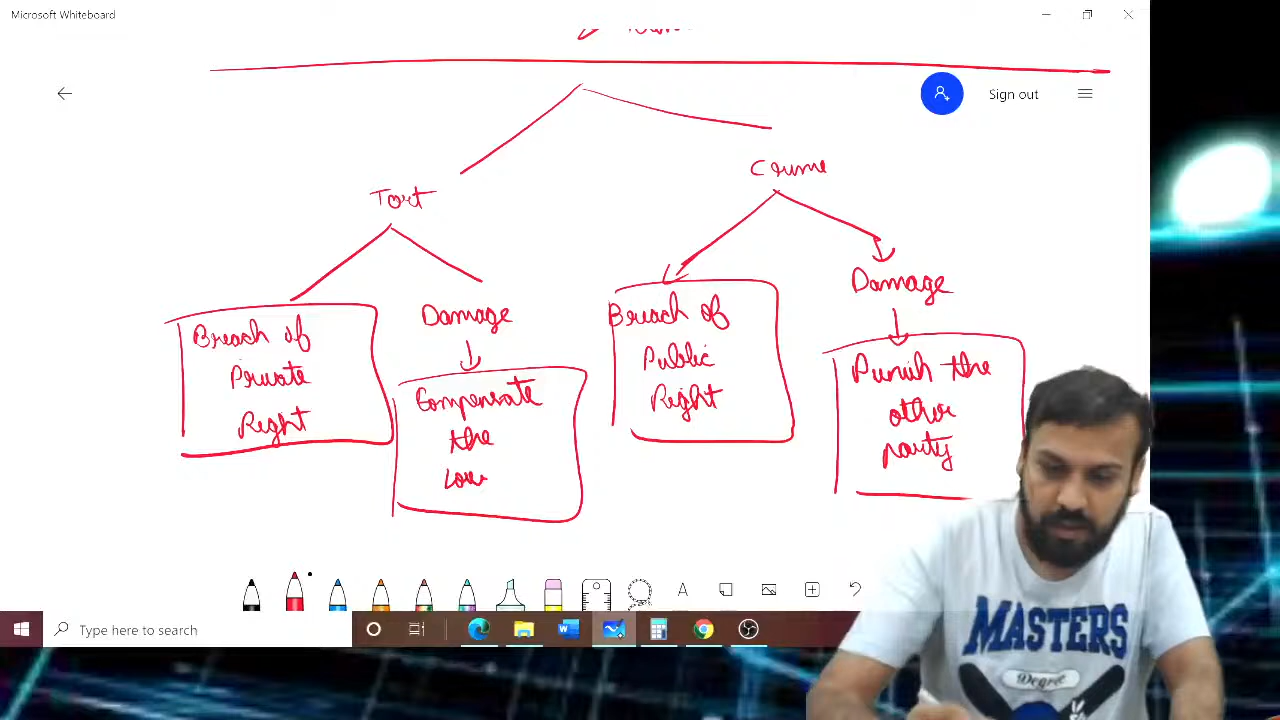 Microsoft Whiteboard
Sign out
Tort
Crime
Breach of
Private
Right
Damage
Compensate
the
Loss
Breach of
Public
Right
Damage
Punish the
other
party
A
Type here to search
MASTERS
Degree